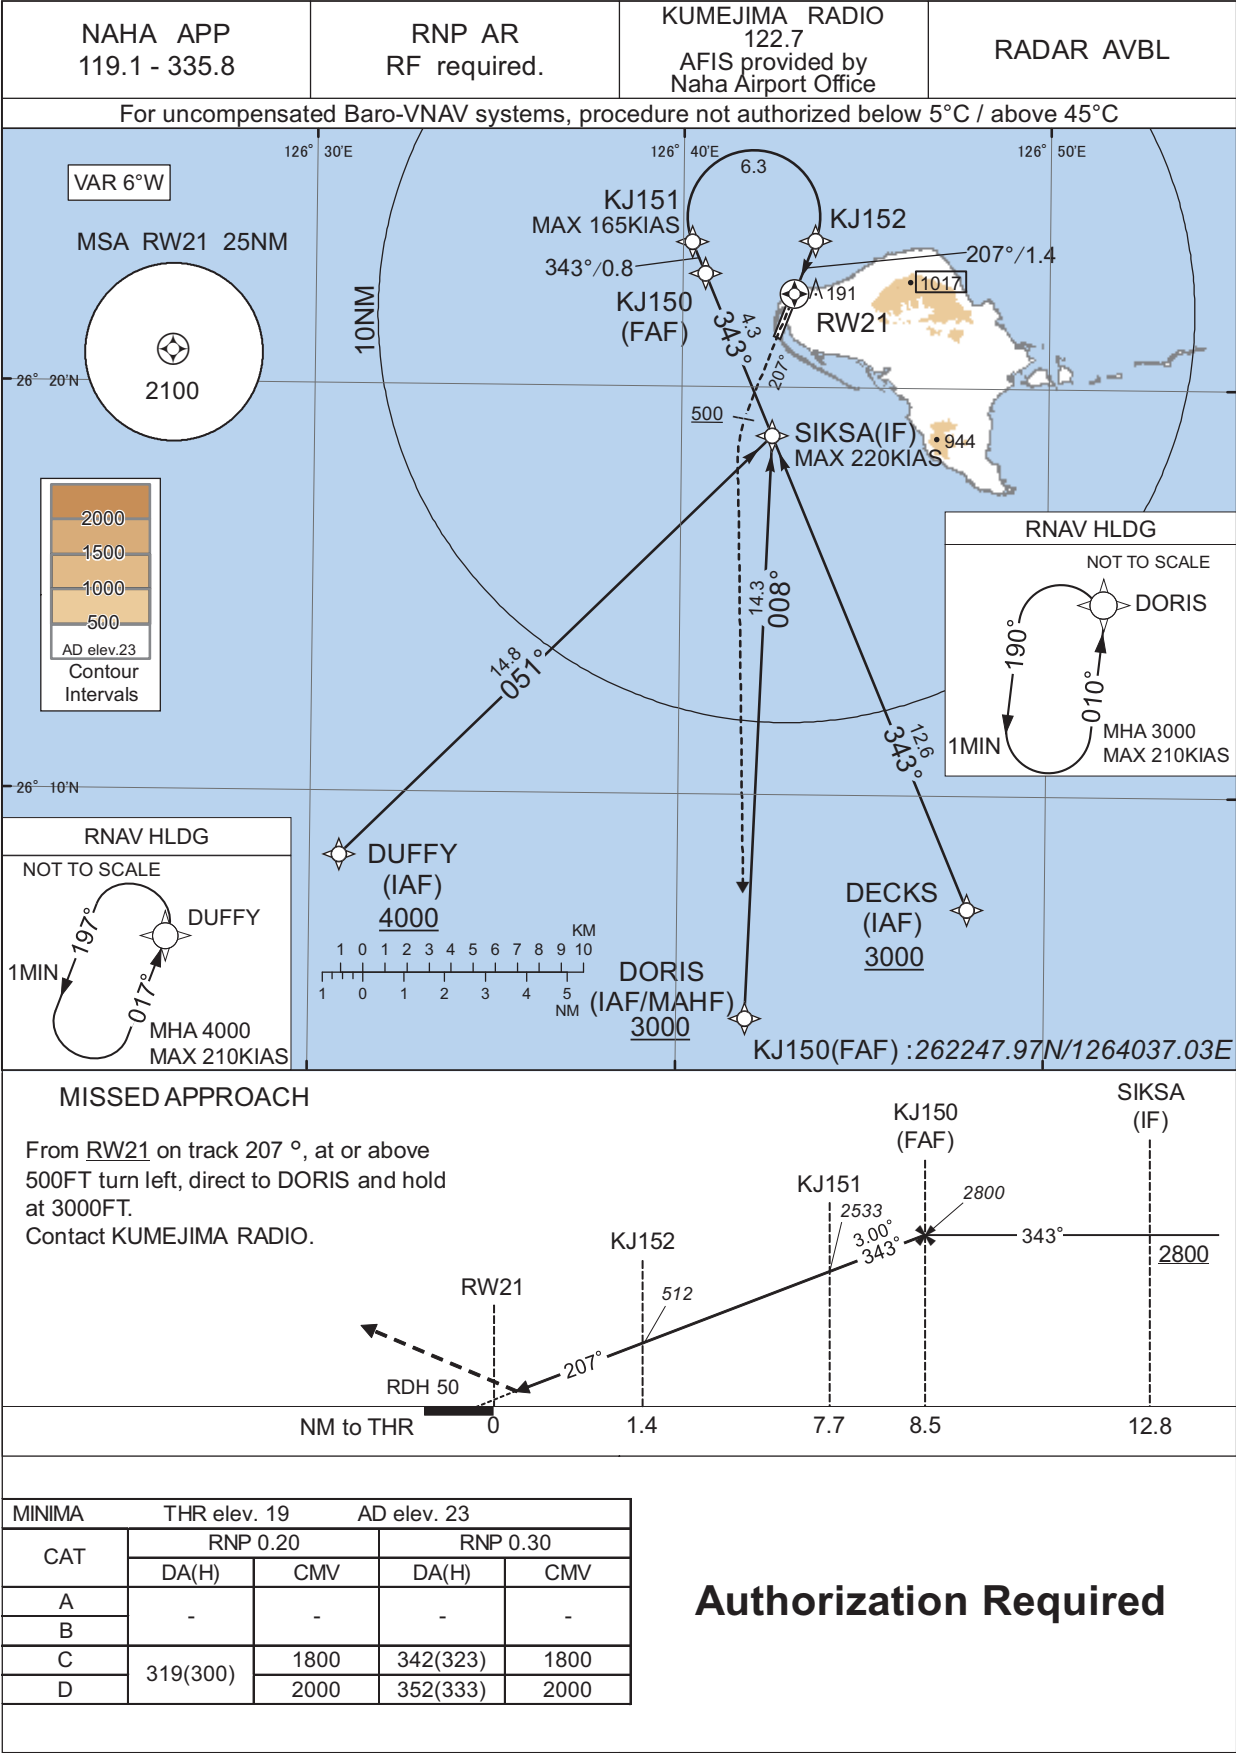 NAHA APP
119.1 - 335.8
RNP AR
RF required.
KUMEJIMA RADIO
122.7
AFIS provided by
Naha Airport Office
RADAR AVBL
For uncompensated Baro-VNAV systems, procedure not authorized below 5°C / above 45°C
126° 30'E
126° 40'E
126° 50'E
VAR 6°W
MSA RW21 25NM
2100
10NM
6.3
KJ151
MAX 165KIAS
KJ152
343°/0.8
207°/1.4
KJ150
(FAF)
1017
191
RW21
4.3
343°
207°
26° 20'N
500
SIKSA(IF)
MAX 220KIAS
944
2000
1500
1000
500
AD elev.23
Contour
Intervals
RNAV HLDG
NOT TO SCALE
DORIS
190°
010°
1MIN
MHA 3000
MAX 210KIAS
14.3
008°
14.8
051°
12.6
343°
26° 10'N
RNAV HLDG
NOT TO SCALE
DUFFY
197°
017°
1MIN
MHA 4000
MAX 210KIAS
DUFFY
(IAF)
4000
DECKS
(IAF)
3000
KM
1 0 1 2 3 4 5 6 7 8 9 10
1 0 1 2 3 4 5
NM
DORIS
(IAF/MAHF)
3000
KJ150(FAF) :262247.97N/1264037.03E
MISSED APPROACH
From RW21 on track 207 °, at or above
500FT turn left, direct to DORIS and hold
at 3000FT.
Contact KUMEJIMA RADIO.
SIKSA
(IF)
KJ150
(FAF)
KJ151
2533
2800
3.00°
343°
343°
2800
KJ152
512
RW21
207°
RDH 50
NM to THR 0 1.4 7.7 8.5 12.8
MINIMA THR elev. 19 AD elev. 23
CAT RNP 0.20 RNP 0.30
DA(H) CMV DA(H) CMV
A
- - - -
B
C 1800 342(323) 1800
319(300)
D 2000 352(333) 2000
Authorization Required